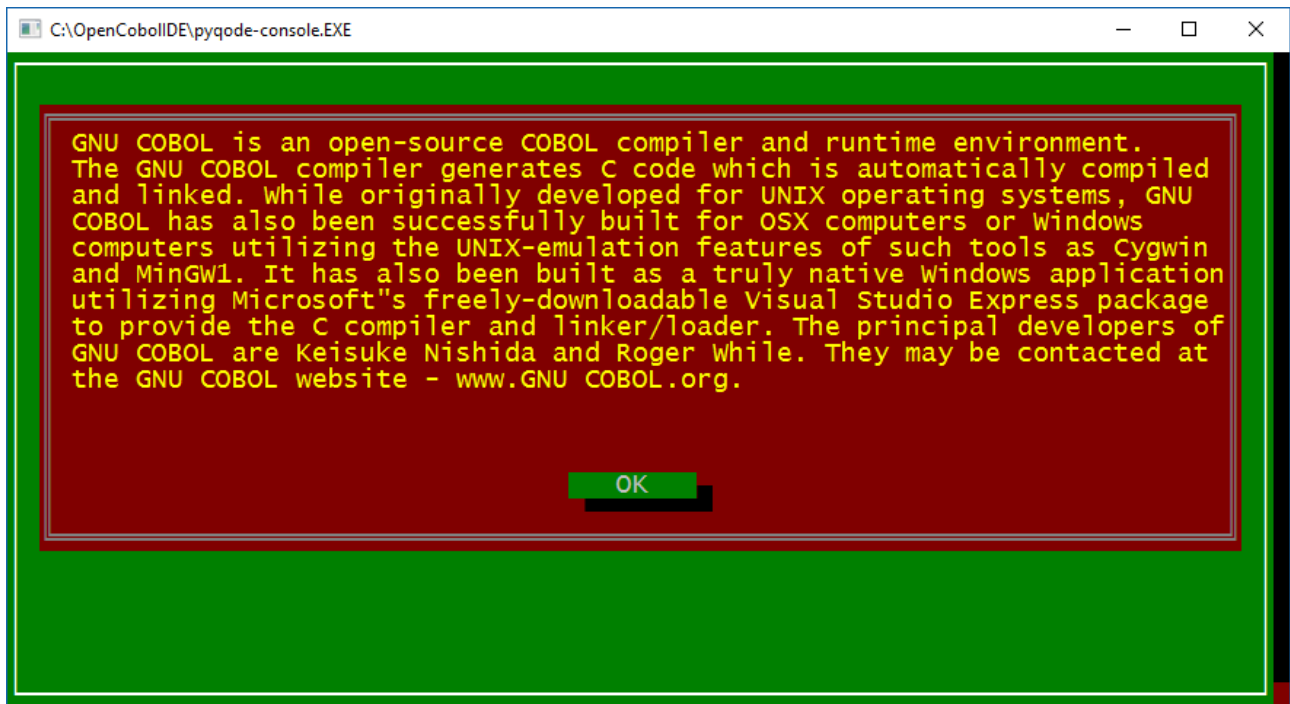 C:\OpenCobolIDE\pyqode-console.EXE
GNU COBOL is an open-source COBOL compiler and runtime environment.
The GNU COBOL compiler generates C code which is automatically compiled
and linked. While originally developed for UNIX operating systems, GNU
COBOL has also been successfully built for OSX computers or Windows
computers utilizing the UNIX-emulation features of such tools as Cygwin
and MinGW1. It has also been built as a truly native Windows application
utilizing Microsoft"s freely-downloadable Visual Studio Express package
to provide the C compiler and linker/loader. The principal developers of
GNU COBOL are Keisuke Nishida and Roger While. They may be contacted at
the GNU COBOL website - www.GNU COBOL.org.
OK